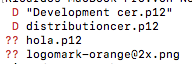 D "Development cer.p12"
D distributioncer.p12
?? hola.p12
?? logomark-orange@2x.png